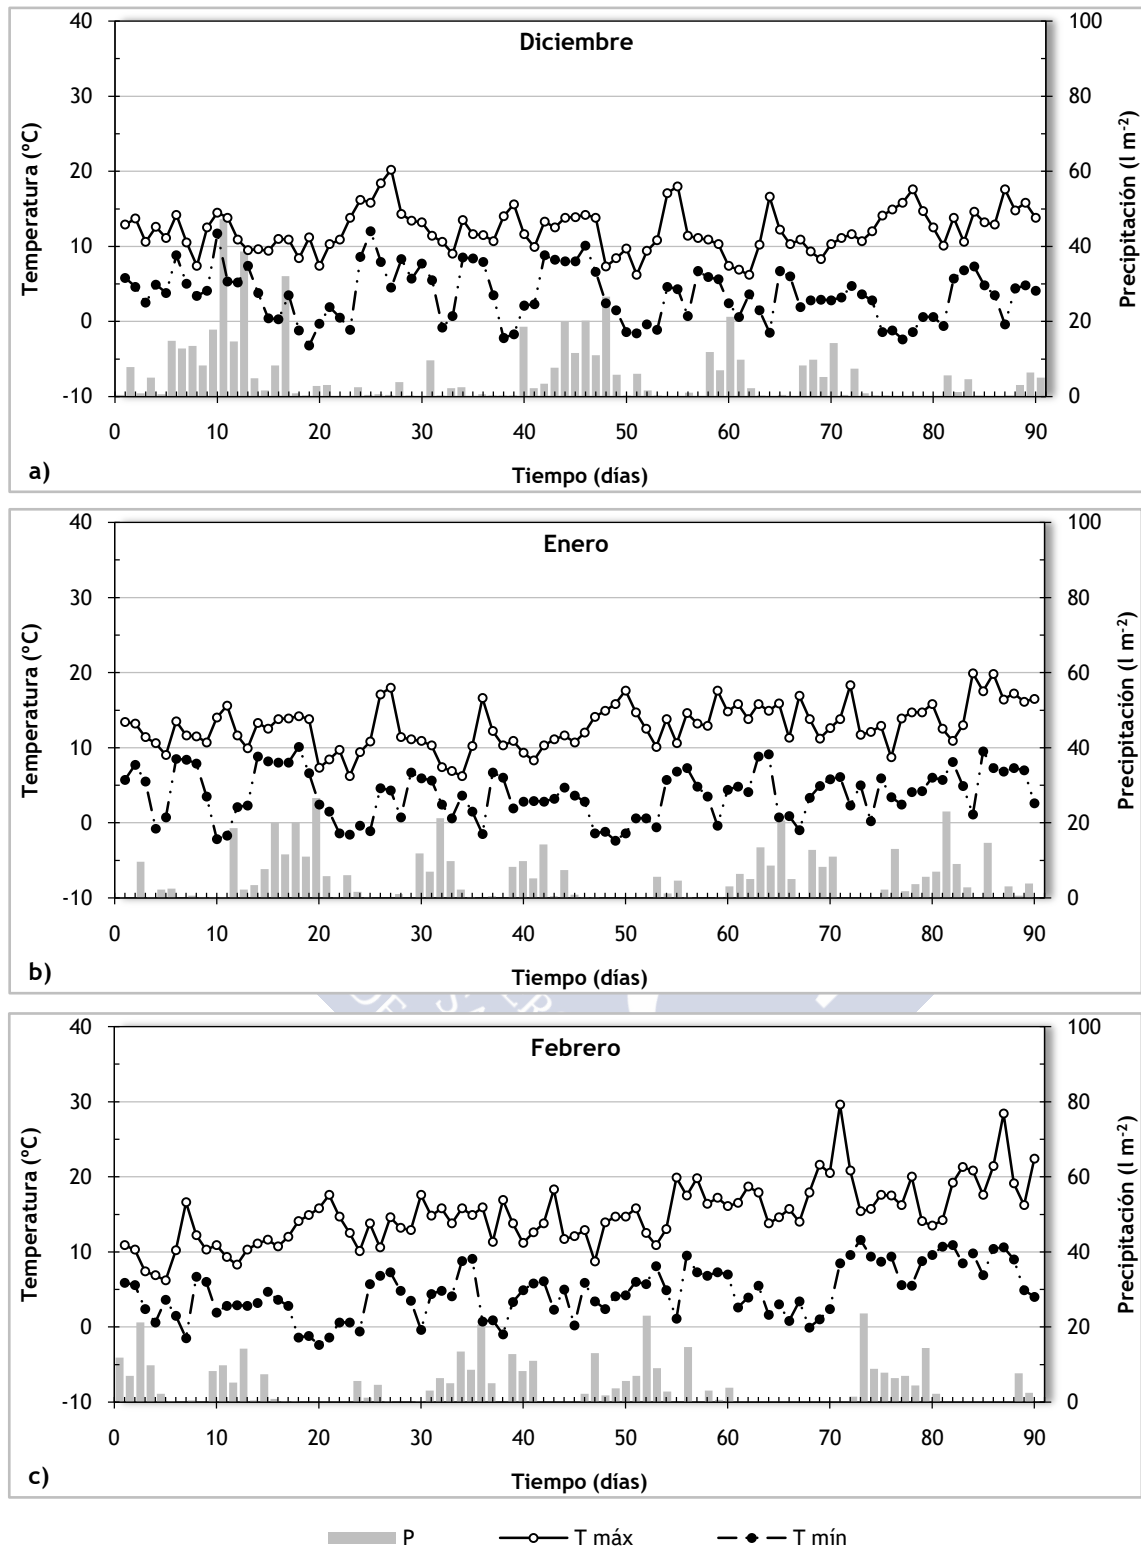 Diciembre
40 30 20 10 0 -10
Temperatura (ºC)
100 80 60 40 20 0
Precipitación (l m-2)
0 10 20 30 40 50 60 70 80 90
Tiempo (días)
a)
Enero
40 30 20 10 0 -10
Temperatura (ºC)
100 80 60 40 20 0
Precipitación (l m-2)
0 10 20 30 40 50 60 70 80 90
Tiempo (días)
b)
Febrero
40 30 20 10 0 -10
Temperatura (ºC)
100 80 60 40 20 0
Precipitación (l m-2)
0 10 20 30 40 50 60 70 80 90
Tiempo (días)
c)
P T máx T mín